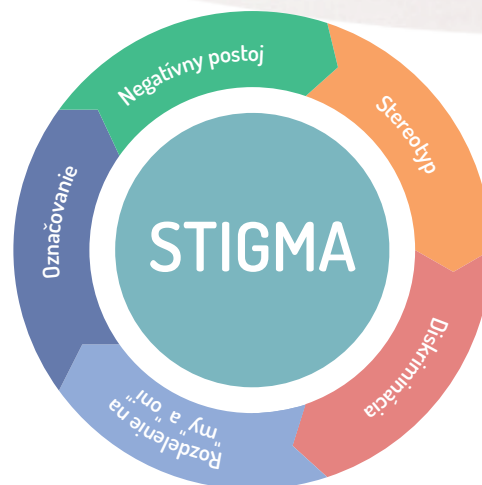 Negatívny postoj
Stereotyp
Diskriminácia
Rozdelenie na
"my" a "oni"
Označovanie
STIGMA